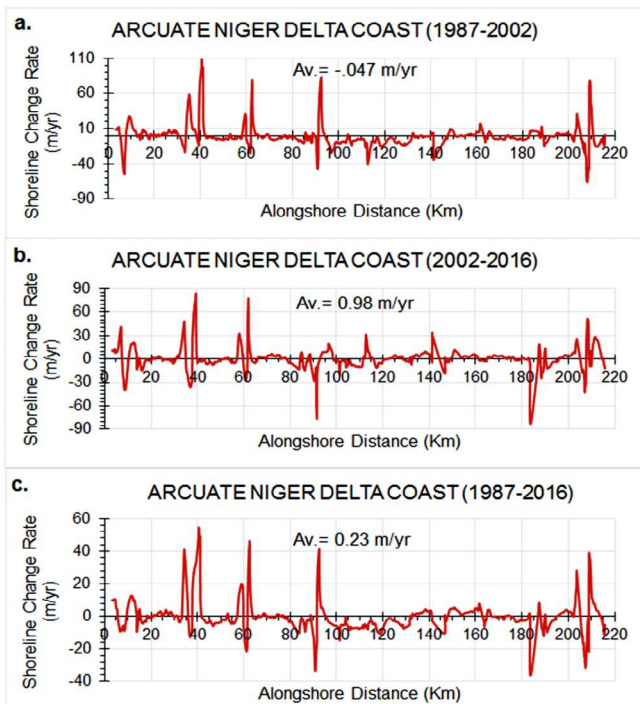 a.
ARCUATE NIGER DELTA COAST (1987-2002)
Shoreline Change Rate
(m/yr)
110
60
10
-40
-90
Av.= -.047 m/yr
0 20 40 60 80 100 120 140 160 180 200 220
Alongshore Distance (Km)
b.
ARCUATE NIGER DELTA COAST (2002-2016)
Shoreline Change Rate
(m/yr)
90
60
30
0
-30
-60
-90
Av.= 0.98 m/yr
0 20 40 60 80 100 120 140 160 180 200 220
Alongshore Distance (Km)
c.
ARCUATE NIGER DELTA COAST (1987-2016)
Shoreline Change Rate
(m/yr)
60
40
20
0
-20
-40
Av.= 0.23 m/yr
0 20 40 60 80 100 120 140 160 180 200 220
Alongshore Distance (Km)